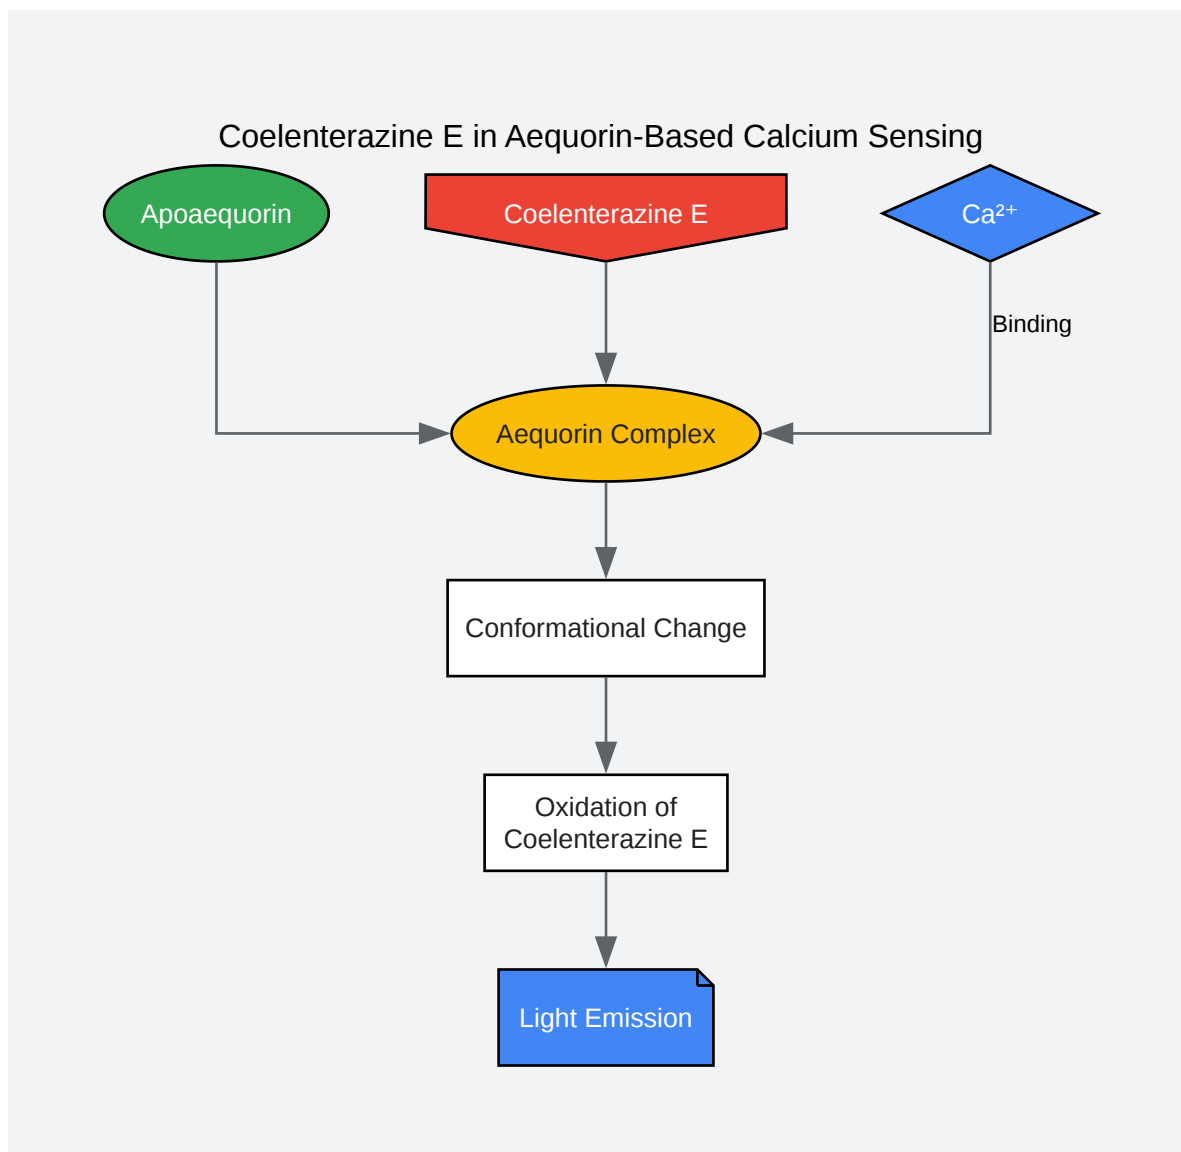 Coelenterazine E in Aequorin-Based Calcium Sensing
Apoaequorin
Coelenterazine E
Ca²⁺
Binding
Aequorin Complex
Conformational Change
Oxidation of
Coelenterazine E
Light Emission